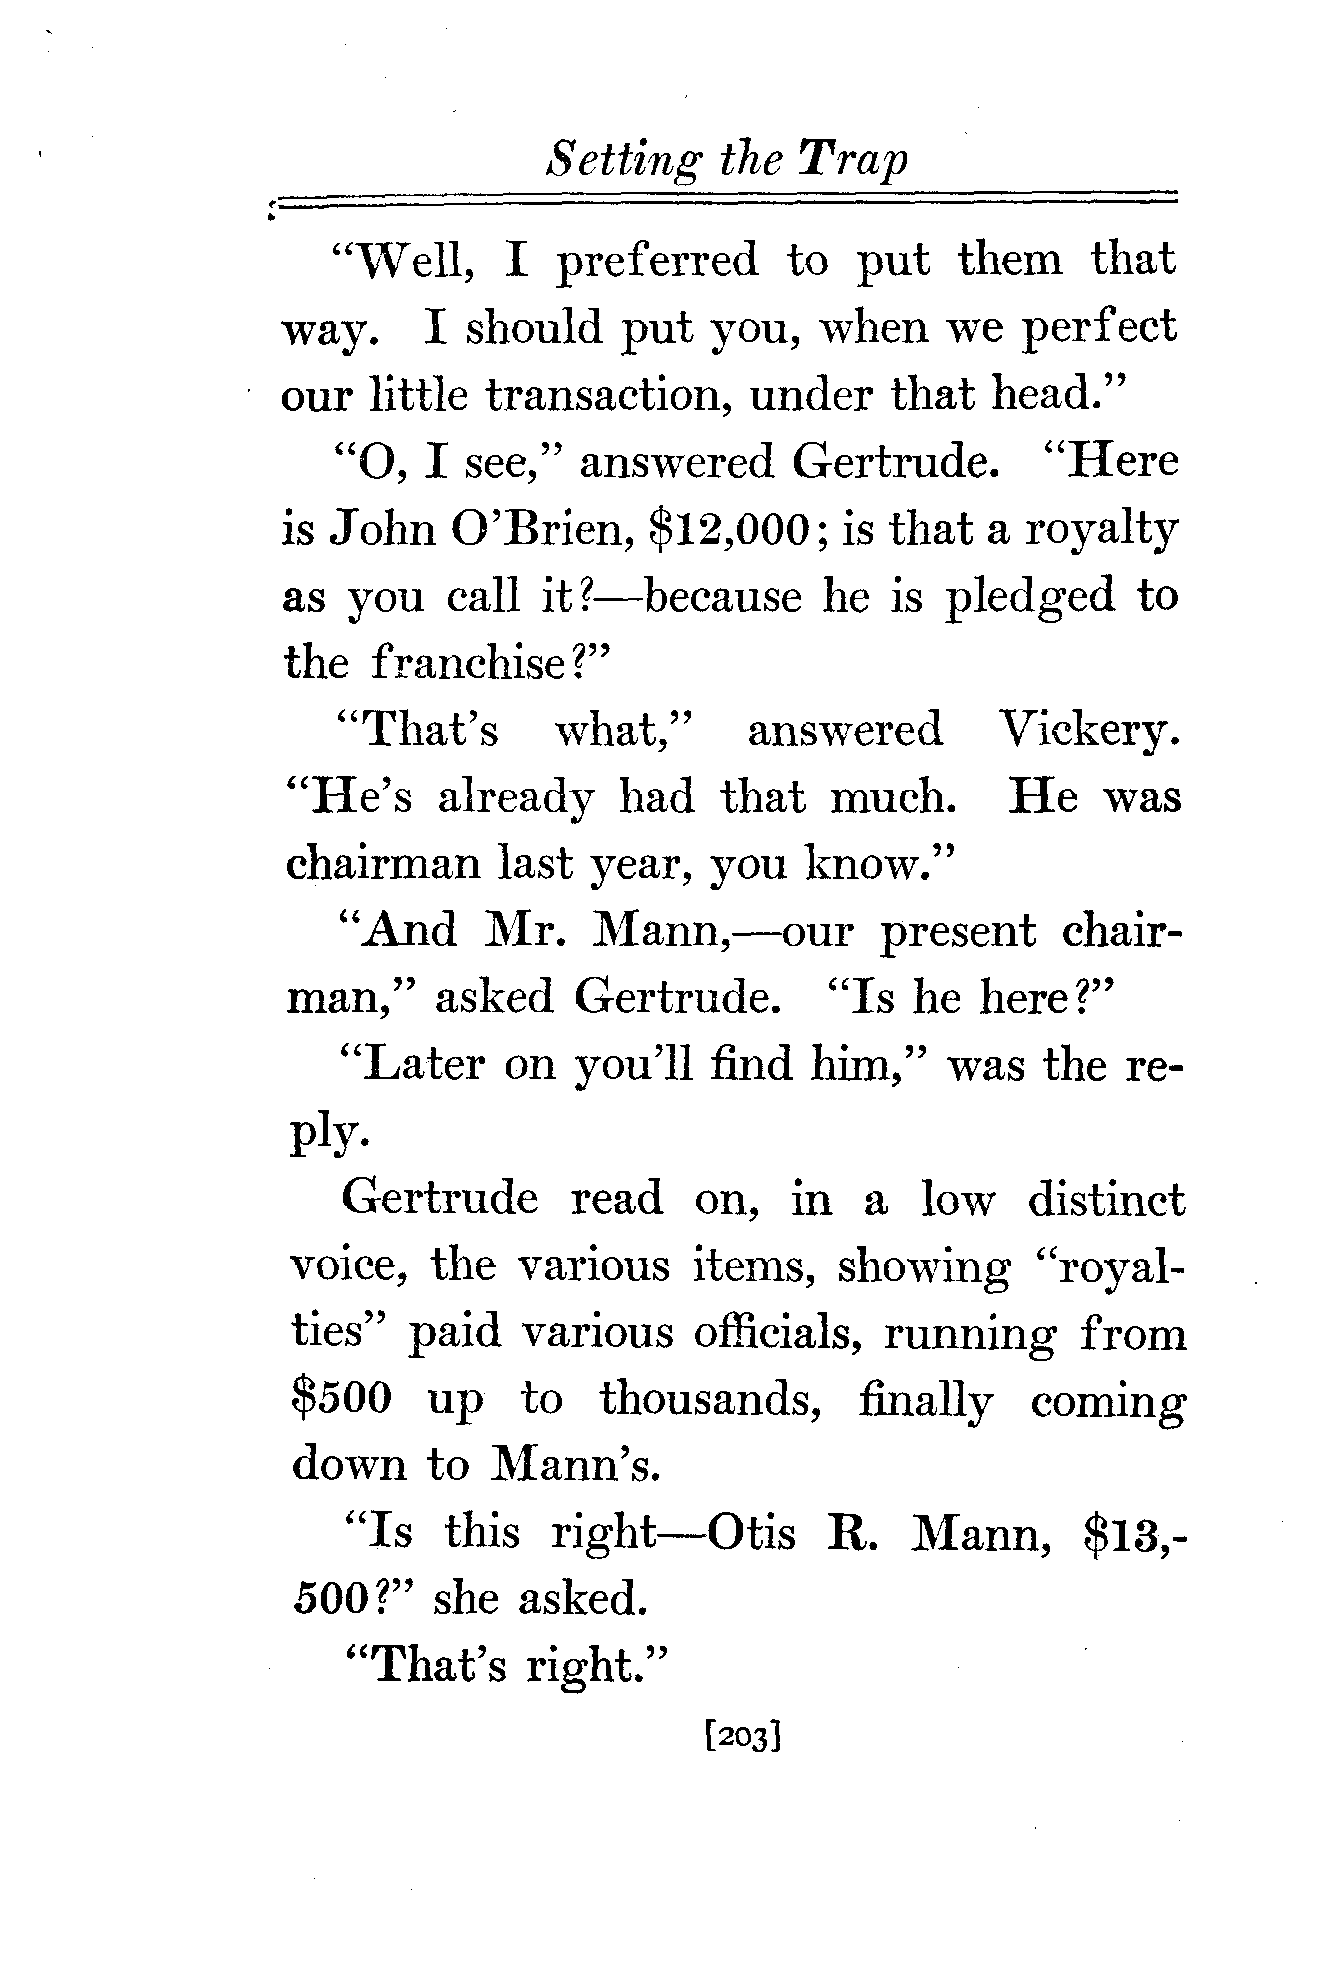 Setting the Trap
“Well, I preferred to put them that
way. I should put you, when we perfect
our little transaction, under that head.”
“O, I see,” answered Gertrude. “Here
is John O’Brien, $12,000; is that a royalty
as you call it?—because he is pledged to
the franchise?”
“That’s what,” answered Vickery.
“He’s already had that much. He was
chairman last year, you know.”
“And Mr. Mann,—our present chair-
man,” asked Gertrude. “Is he here?”
“Later on you’ll find him,” was the re-
ply.
Gertrude read on, in a low distinct
voice, the various items, showing “royal-
ties” paid various officials, running from
$500 up to thousands, finally coming
down to Mann’s.
“Is this right—Otis R. Mann, $13,-
500?” she asked.
“That’s right.”
[203]